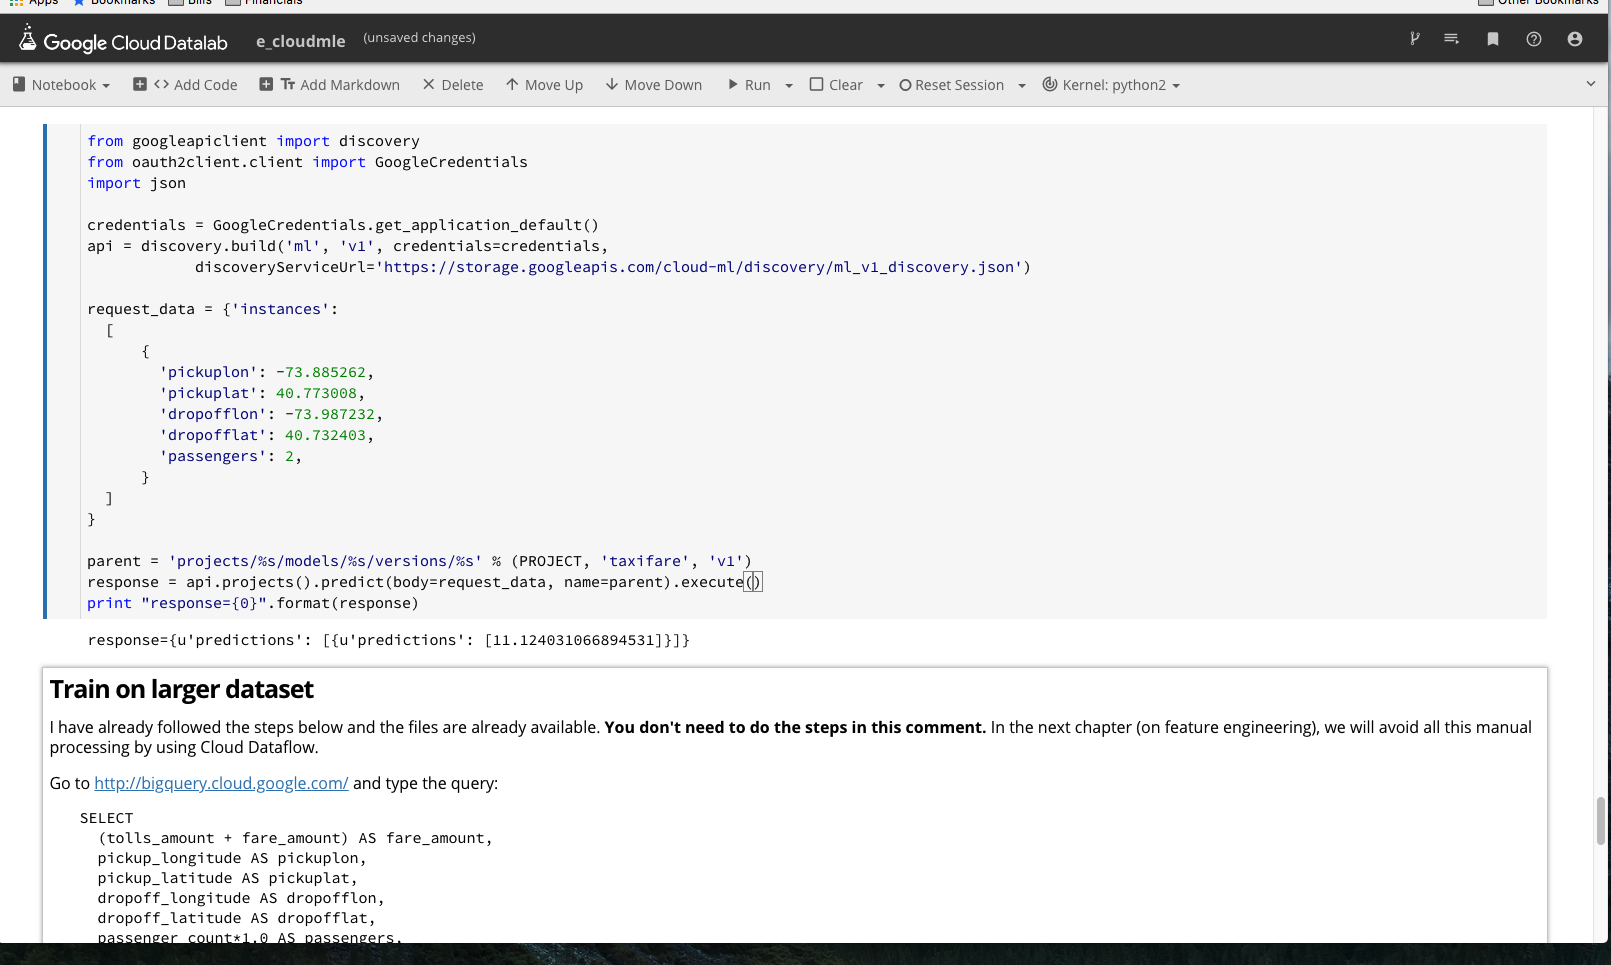 Apps Bookmarks Bills Financials Other Bookmarks
Google Cloud Datalab e_cloudmle (unsaved changes)
Notebook Add Code Add Markdown Delete Move Up Move Down Run Clear Reset Session Kernel: python2
from googleapiclient import discovery
from oauth2client.client import GoogleCredentials
import json
credentials = GoogleCredentials.get_application_default()
api = discovery.build('ml', 'v1', credentials=credentials,
discoveryServiceUrl='https://storage.googleapis.com/cloud-ml/discovery/ml_v1_discovery.json')
request_data = {'instances':
[
{
'pickuplon': -73.885262,
'pickuplat': 40.773008,
'dropofflon': -73.987232,
'dropofflat': 40.732403,
'passengers': 2,
}
]
}
parent = 'projects/%s/models/%s/versions/%s' % (PROJECT, 'taxifare', 'v1')
response = api.projects().predict(body=request_data, name=parent).execute()
print "response={0}".format(response)
response={u'predictions': [{u'predictions': [11.124031066894531]}]}
Train on larger dataset
I have already followed the steps below and the files are already available. You don't need to do the steps in this comment. In the next chapter (on feature engineering), we will avoid all this manual
processing by using Cloud Dataflow.
Go to http://bigquery.cloud.google.com/ and type the query:
SELECT
(tolls_amount + fare_amount) AS fare_amount,
pickup_longitude AS pickuplon,
pickup_latitude AS pickuplat,
dropoff_longitude AS dropofflon,
dropoff_latitude AS dropofflat,
passenger_count*1.0 AS passengers,